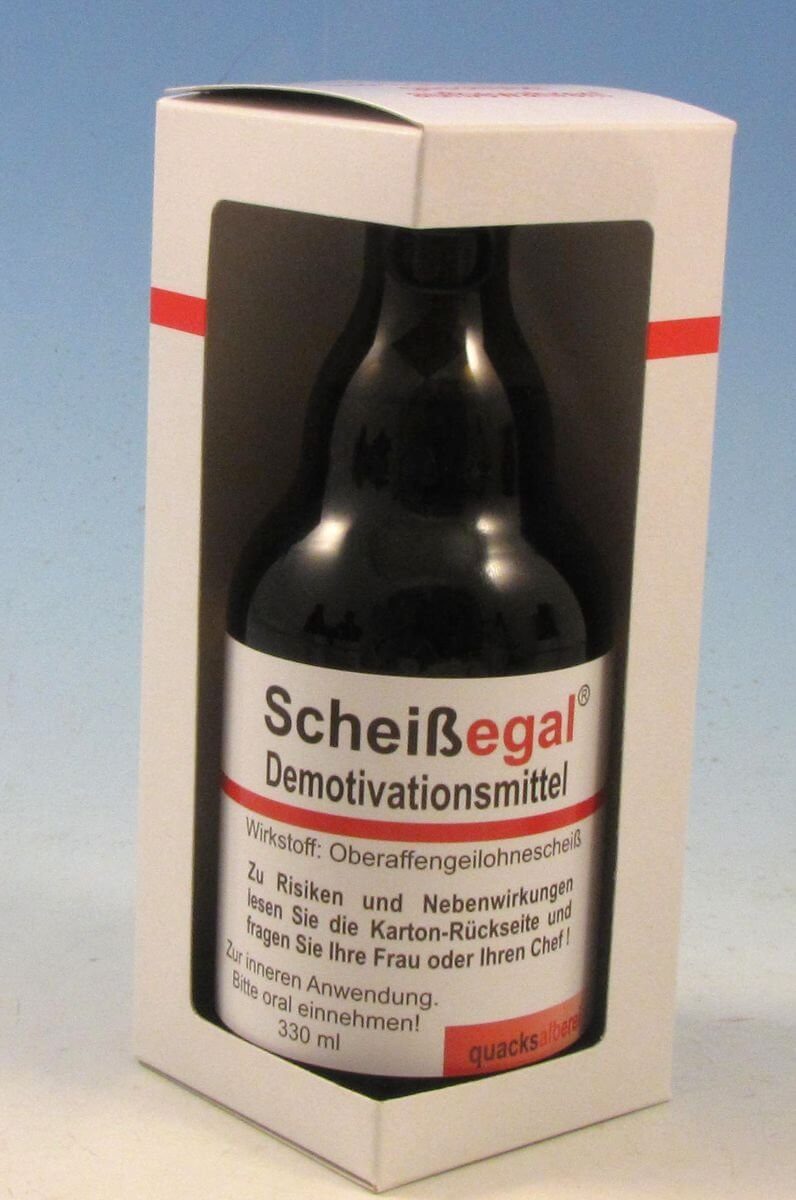 Scheißegal®
Demotivationsmittel
Wirkstoff: Oberaffengeilohnescheiß
Zu Risiken und Nebenwirkungen
lesen Sie die Karton-Rückseite und
fragen Sie Ihre Frau oder Ihren Chef!
Zur inneren Anwendung.
Bitte oral einnehmen!
330 ml
quacksalberei